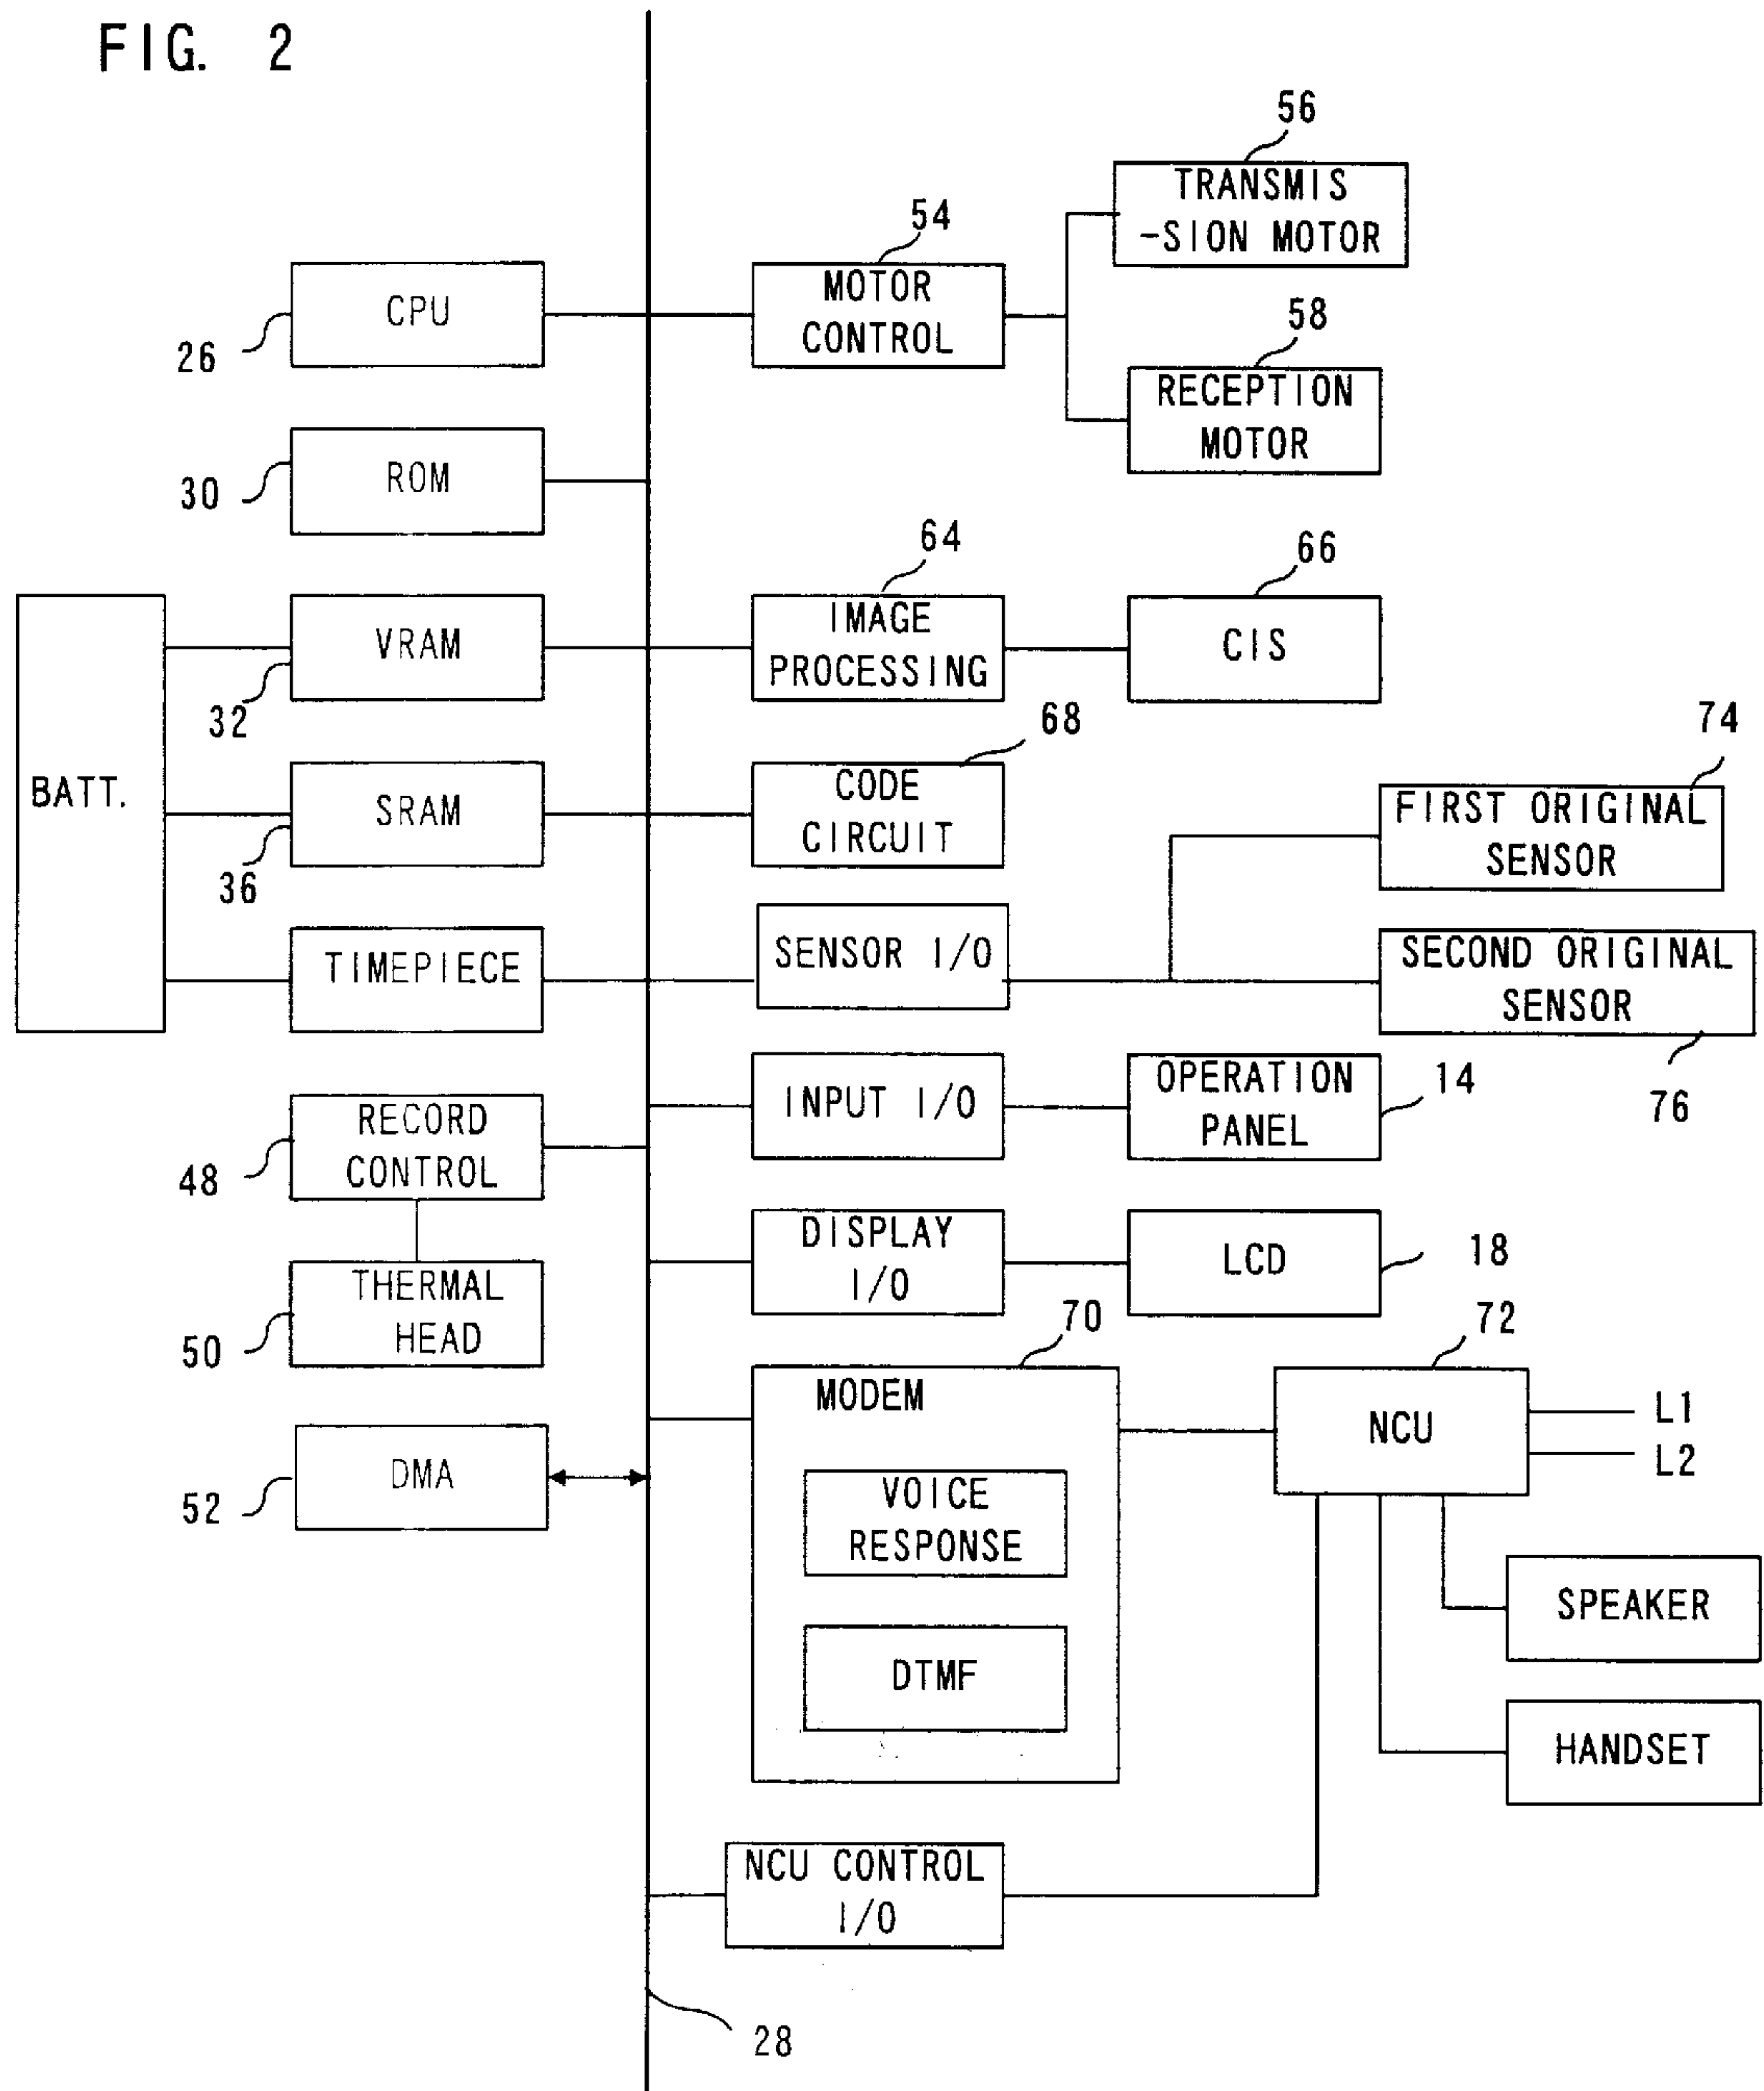 FIG. 2
56
TRANSMIS
-SION MOTOR
54
MOTOR
CONTROL
CPU
26
58
RECEPTION
MOTOR
ROM
30
64
IMAGE
PROCESSING
66
CIS
VRAM
32
BATT.
68
CODE
CIRCUIT
SRAM
36
74
FIRST ORIGINAL
SENSOR
TIMEPIECE
SENSOR I/O
SECOND ORIGINAL
SENSOR
76
RECORD
CONTROL
48
INPUT I/O
OPERATION
PANEL
14
DISPLAY
I/O
LCD
18
THERMAL
HEAD
50
70
MODEM
72
NCU
L1
L2
DMA
52
VOICE
RESPONSE
SPEAKER
DTMF
HANDSET
NCU CONTROL
I/O
28